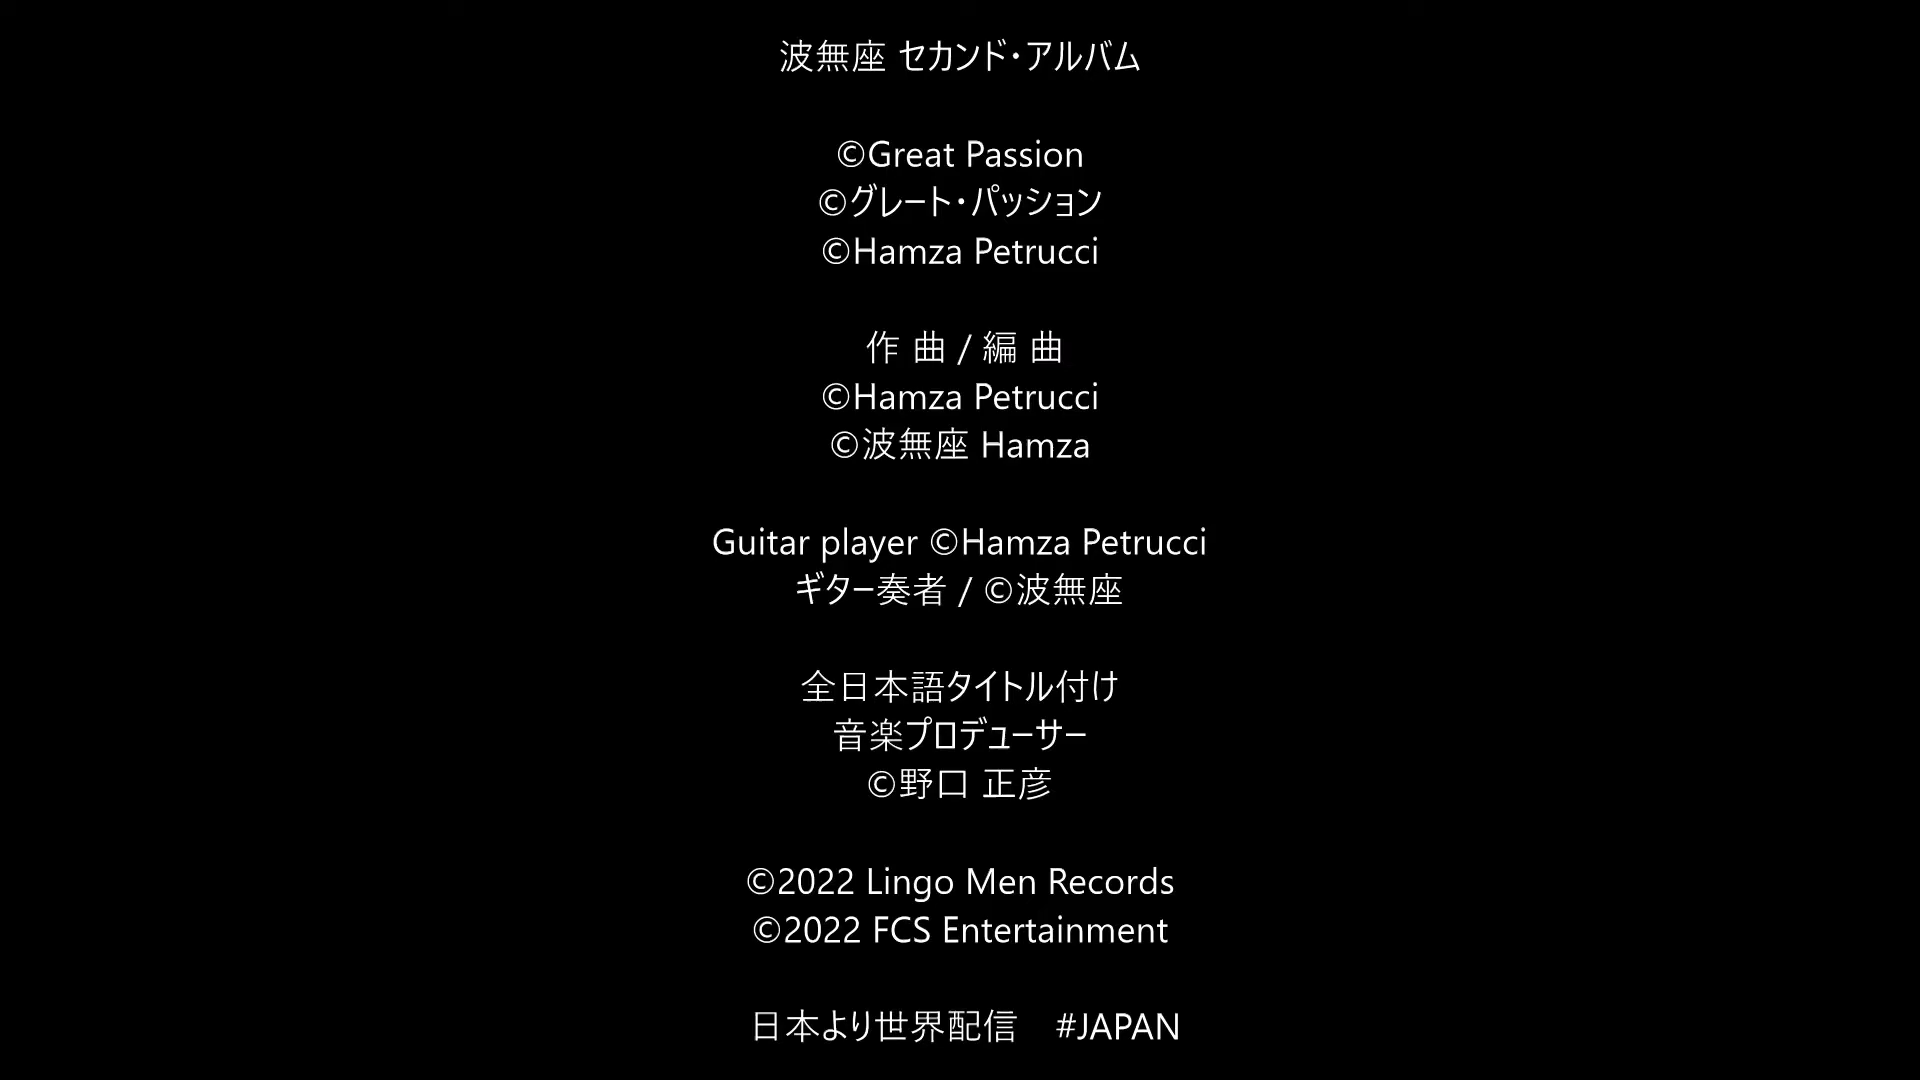 波無座 セカンド・アルバム
©Great Passion
©グレート・パッション
©Hamza Petrucci
作 曲 / 編 曲
©Hamza Petrucci
©波無座 Hamza
Guitar player ©Hamza Petrucci
ギター奏者 / ©波無座
全日本語タイトル付け
音楽プロデューサー
©野口 正彦
©2022 Lingo Men Records
©2022 FCS Entertainment
日本より世界配信　#JAPAN